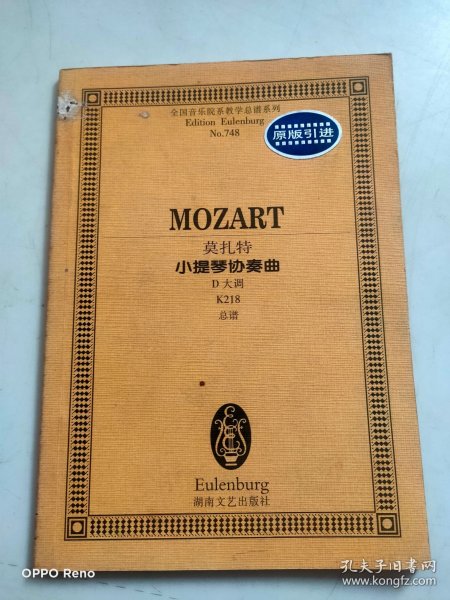 全国音乐院系教学总谱系列
Edition Eulenburg
No.748
原版引进
MOZART
莫扎特
小提琴协奏曲
D 大调
K218
总谱
Eulenburg
湖南文艺出版社
OPPO Reno
孔夫子旧书网
www.kongfz.com